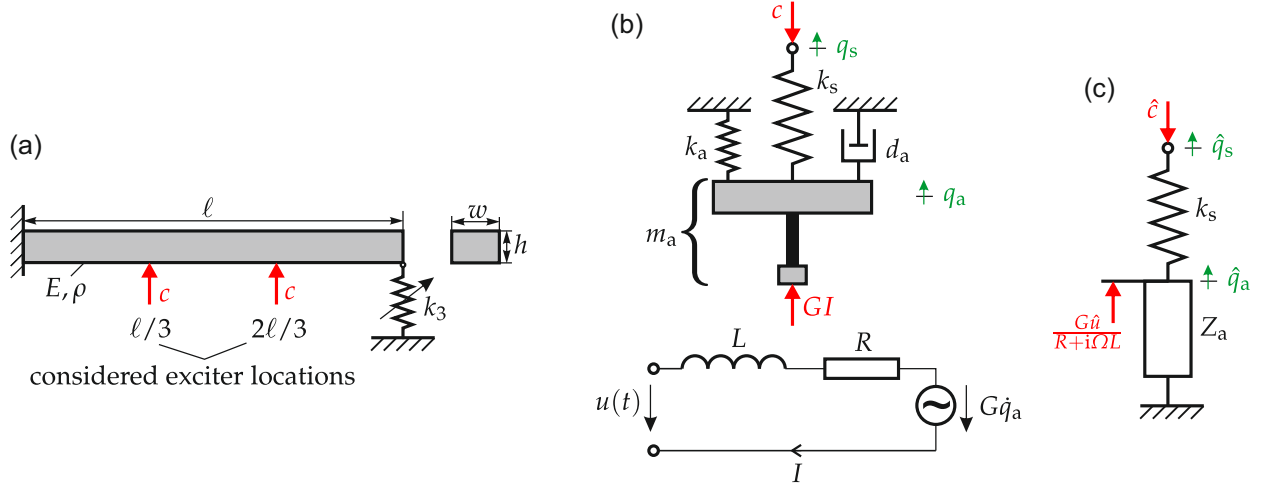 (a)
ℓ
w
h
E, ρ
c
c
k₃
ℓ/3
2ℓ/3
considered exciter locations
(b)
c
qₛ
kₛ
kₐ
dₐ
qₐ
mₐ
GI
L
R
u(t)
Gq̇ₐ
I
(c)
ĉ
q̂ₛ
kₛ
q̂ₐ
Gû
R+iΩL
Zₐ